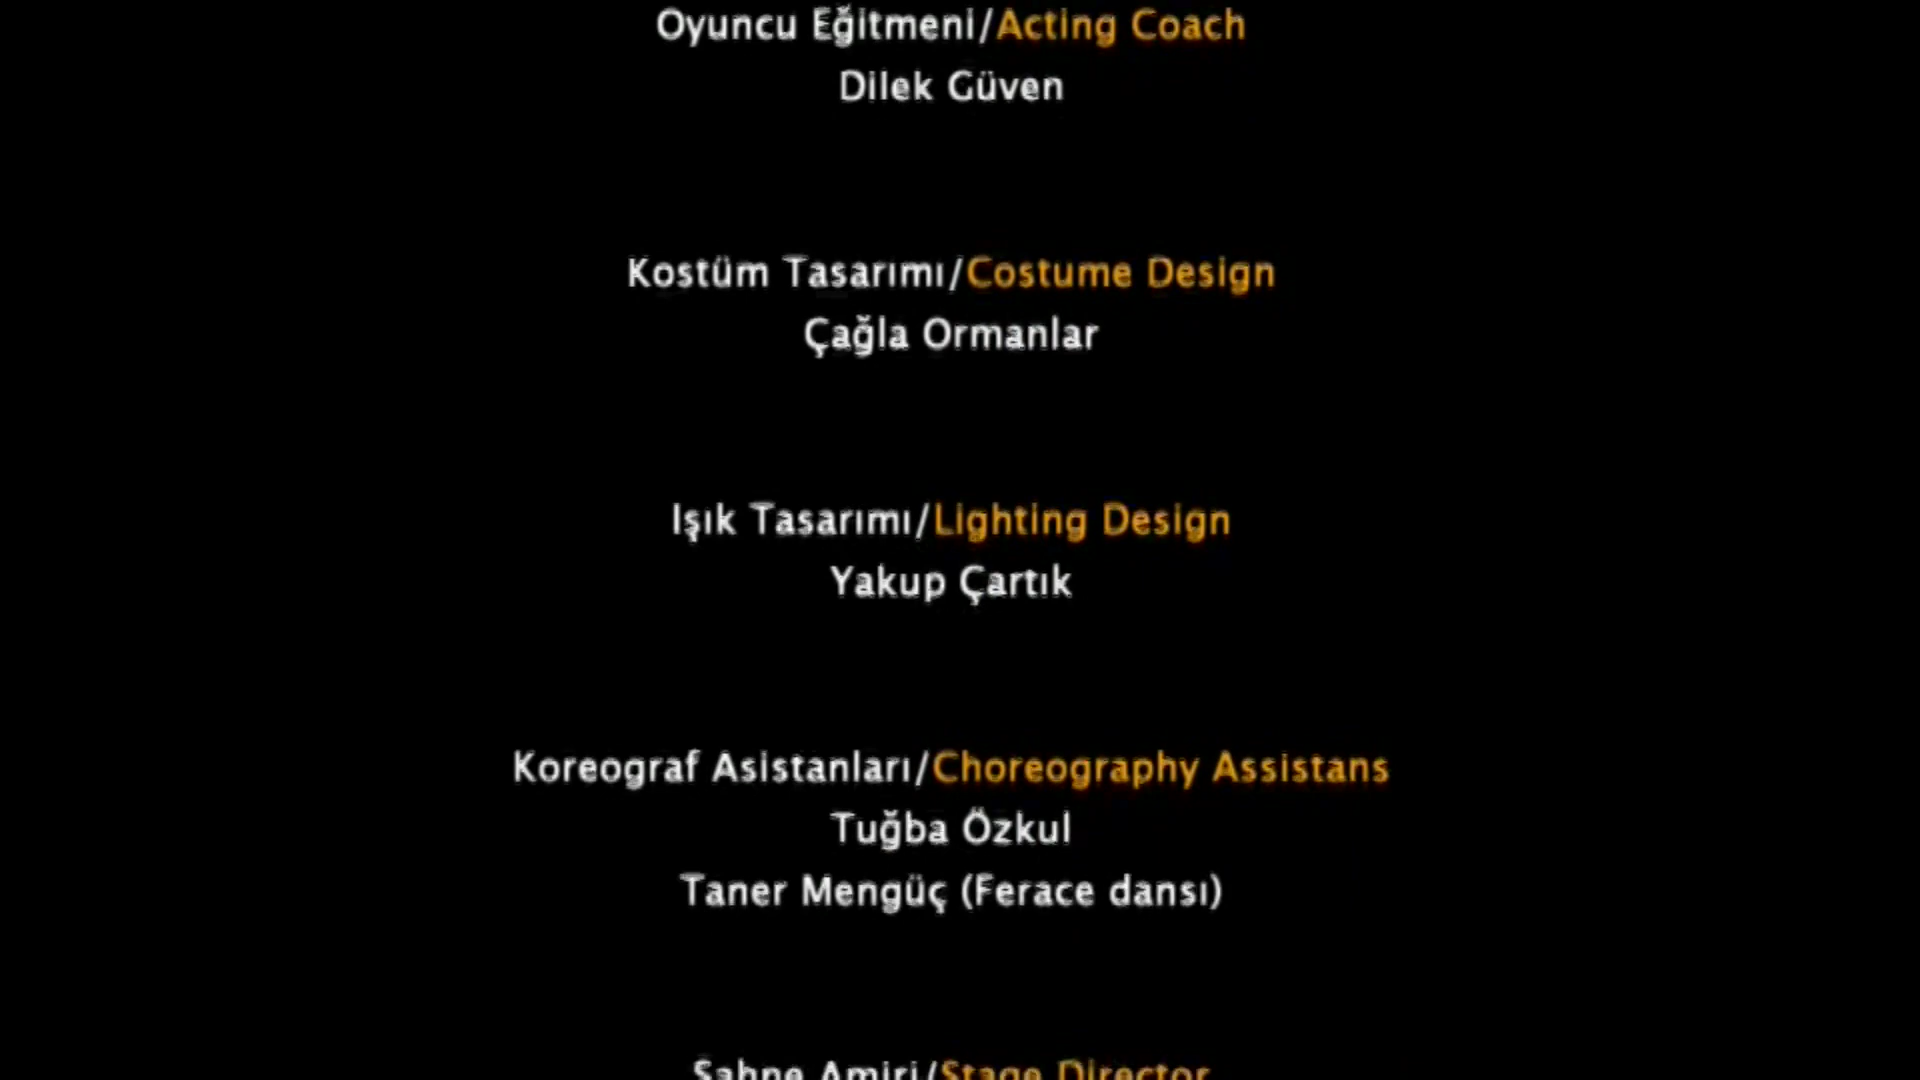 Oyuncu Eğitmeni/Acting Coach
Dilek Güven
Kostüm Tasarımı/Costume Design
Çağla Ormanlar
Işık Tasarımı/Lighting Design
Yakup Çartık
Koreograf Asistanları/Choreography Assistans
Tuğba Özkul
Taner Mengüç (Ferace dansı)
Sahne Amiri/Stage Director